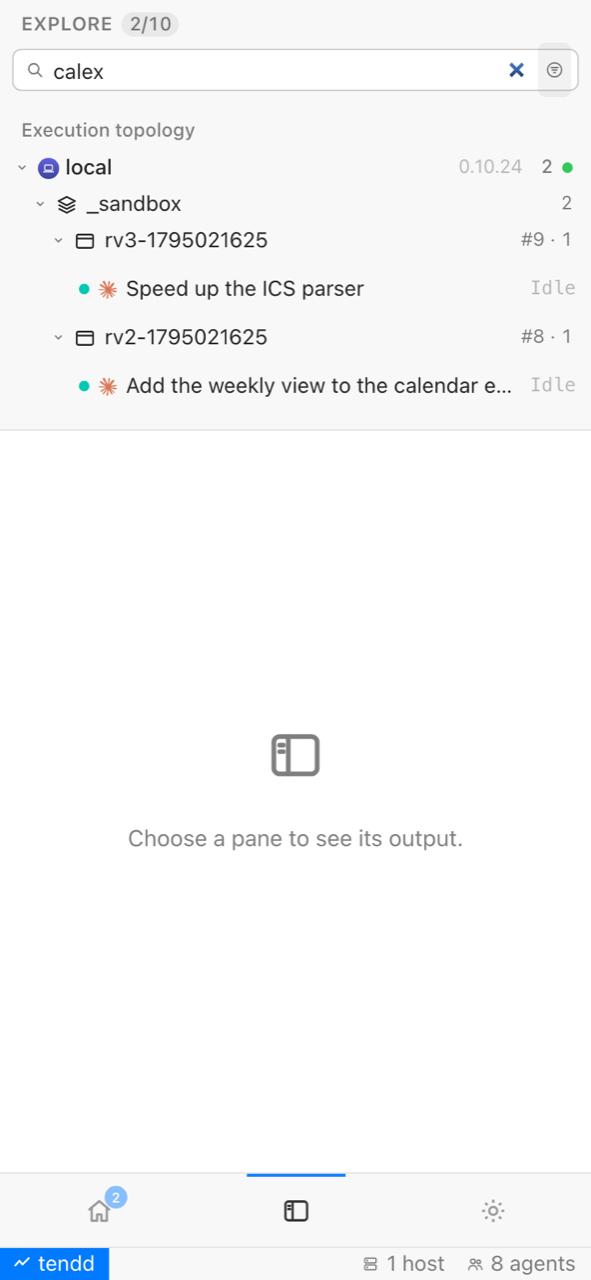 EXPLORE 2/10
calex
Execution topology
local 0.10.24 2
_sandbox 2
rv3-1795021625 #9 · 1
Speed up the ICS parser Idle
rv2-1795021625 #8 · 1
Add the weekly view to the calendar e... Idle
Choose a pane to see its output.
2
tendd 1 host 8 agents